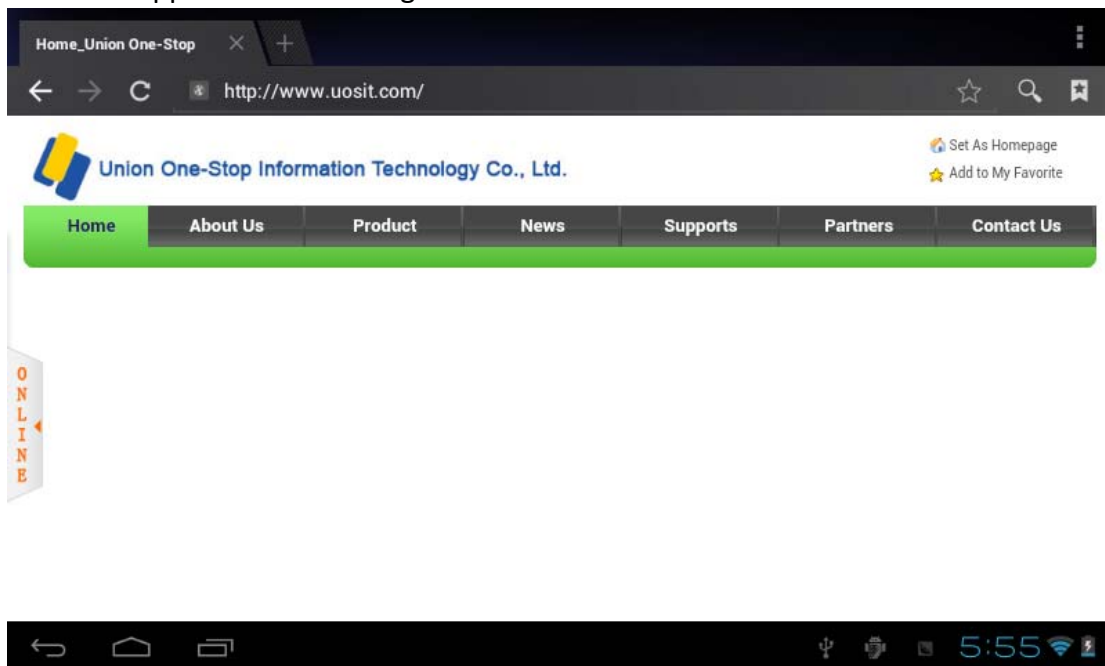 Home_Union One-Stop
http://www.uosit.com/
Union One-Stop Information Technology Co., Ltd.
Set As Homepage
Add to My Favorite
Home About Us Product News Supports Partners Contact Us
ONLINE
5:55